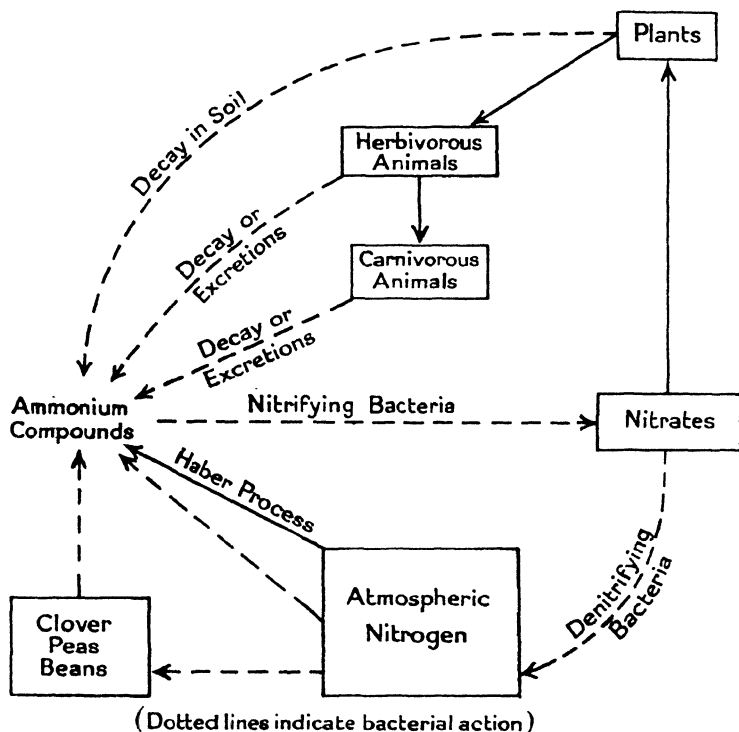 Plants
Decay in Soil
Herbivorous
Animals
Decay or
Excretions
Carnivorous
Animals
Decay or
Excretions
Ammonium
Compounds
Nitrifying Bacteria
Nitrates
Haber Process
Denitrifying
Bacteria
Atmospheric
Nitrogen
Clover
Peas
Beans
(Dotted lines indicate bacterial action)